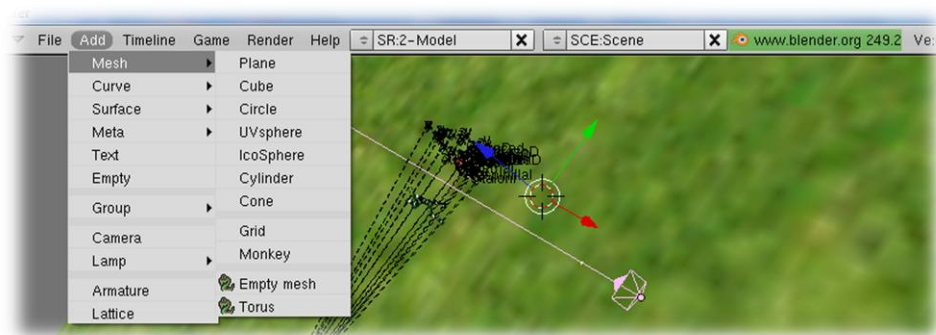 File Add Timeline Game Render Help SR:2-Model X SCE:Scene X www.blender.org 249.2 Ve:
Mesh
Curve
Surface
Meta
Text
Empty
Group
Camera
Lamp
Armature
Lattice
Plane
Cube
Circle
UVsphere
IcoSphere
Cylinder
Cone
Grid
Monkey
Empty mesh
Torus